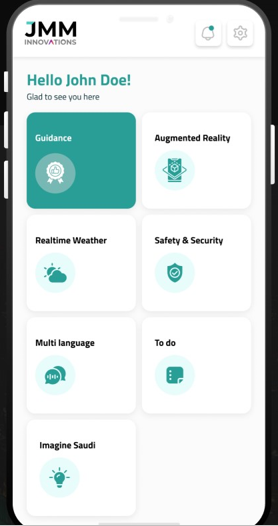 JMM
INNOVATIONS
Hello John Doe!
Glad to see you here
Guidance
Augmented Reality
Realtime Weather
Safety & Security
Multi language
To do
Imagine Saudi